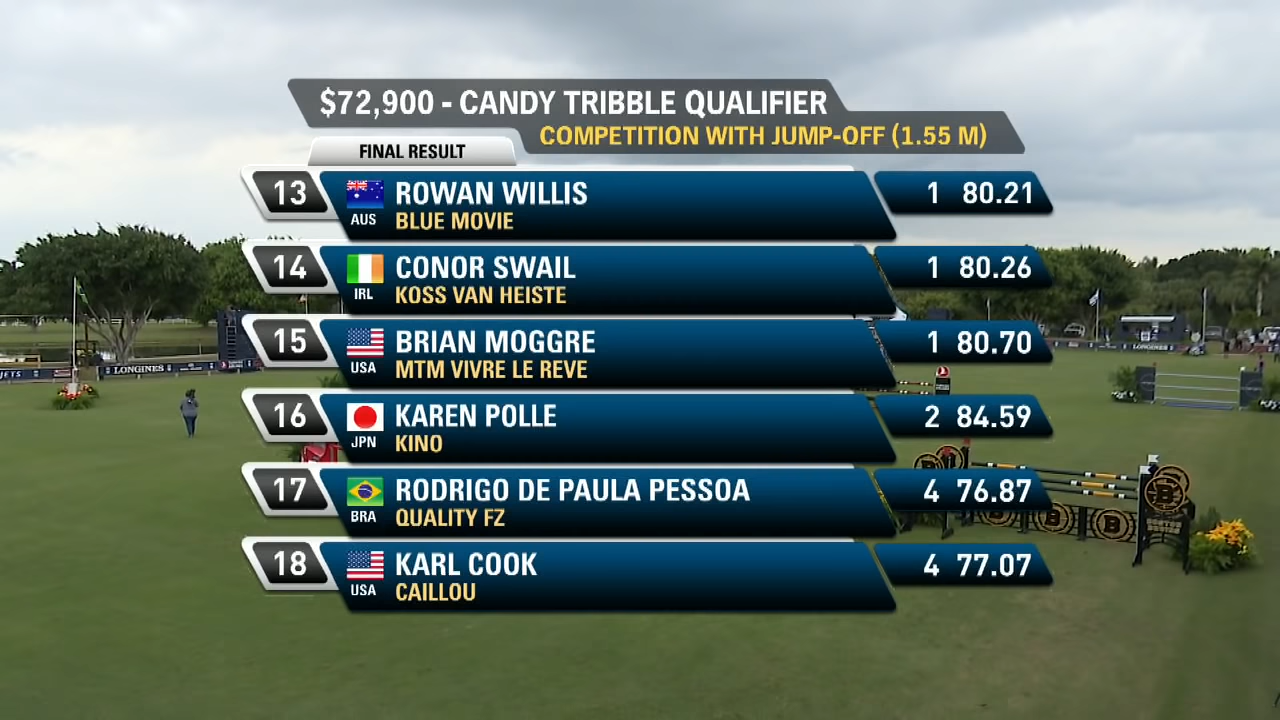 $72,900 - CANDY TRIBBLE QUALIFIER
COMPETITION WITH JUMP-OFF (1.55 M)
FINAL RESULT
13 ROWAN WILLIS 1 80.21
AUS BLUE MOVIE
14 CONOR SWAIL 1 80.26
IRL KOSS VAN HEISTE
15 BRIAN MOGGRE 1 80.70
USA MTM VIVRE LE REVE
16 KAREN POLLE 2 84.59
JPN KINO
17 RODRIGO DE PAULA PESSOA 4 76.87
BRA QUALITY FZ
18 KARL COOK 4 77.07
USA CAILLOU
JETS
LONGINES
LONGINES
B
B
B